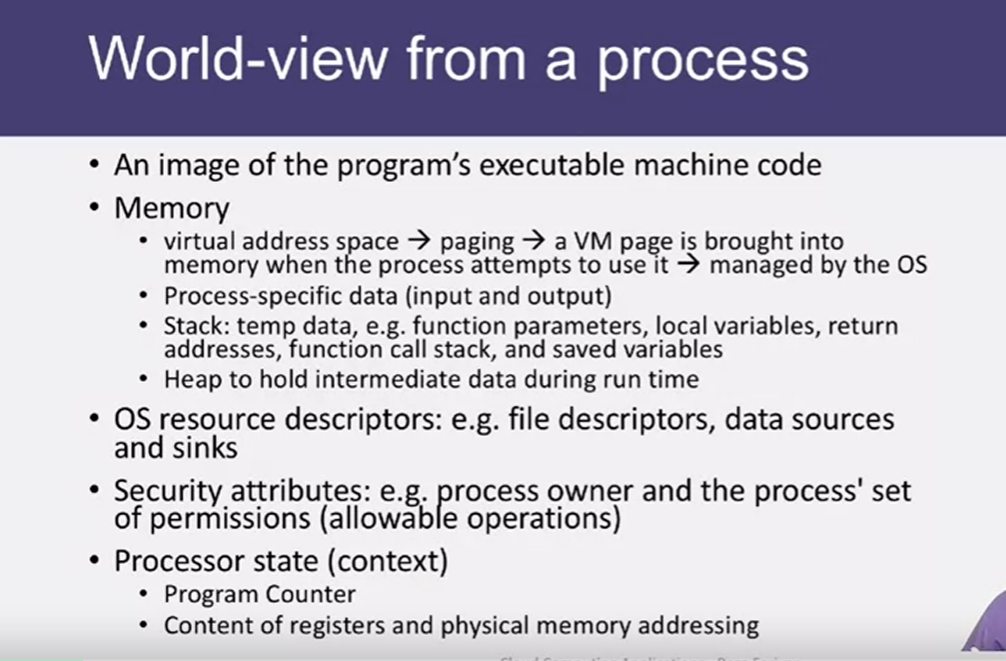 World-view from a process
• An image of the program's executable machine code
• Memory
• virtual address space → paging → a VM page is brought into
memory when the process attempts to use it → managed by the OS
• Process-specific data (input and output)
• Stack: temp data, e.g. function parameters, local variables, return
addresses, function call stack, and saved variables
• Heap to hold intermediate data during run time
• OS resource descriptors: e.g. file descriptors, data sources
and sinks
• Security attributes: e.g. process owner and the process' set
of permissions (allowable operations)
• Processor state (context)
• Program Counter
• Content of registers and physical memory addressing